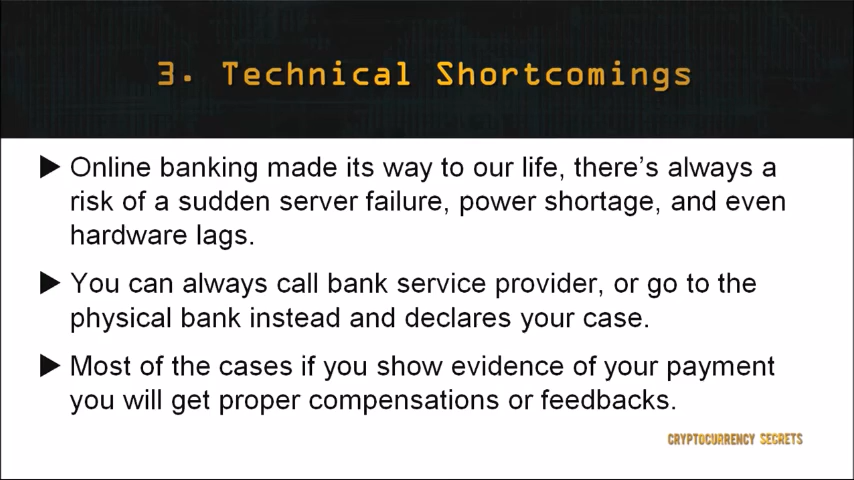 3. Technical Shortcomings
Online banking made its way to our life, there's always a
risk of a sudden server failure, power shortage, and even
hardware lags.
You can always call bank service provider, or go to the
physical bank instead and declares your case.
Most of the cases if you show evidence of your payment
you will get proper compensations or feedbacks.
CRYPTOCURRENCY SECRETS